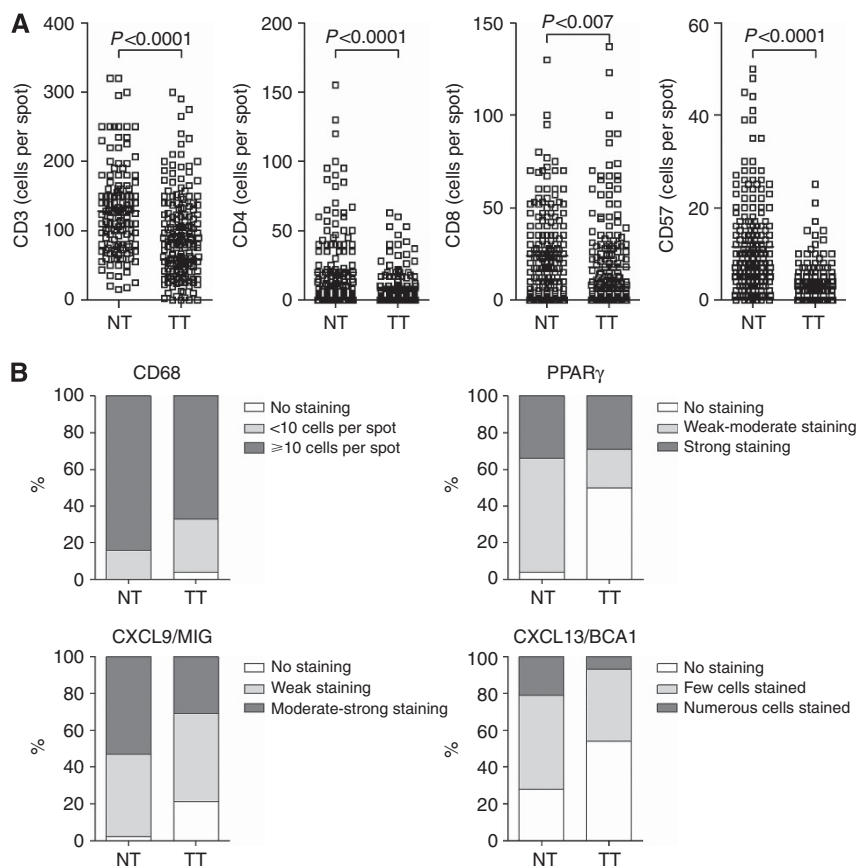 A
P<0.0001
P<0.0001
P<0.007
P<0.0001
CD3 (cells per spot)
400
300
200
100
0
NT TT
CD4 (cells per spot)
200
150
100
50
0
NT TT
CD8 (cells per spot)
150
100
50
0
NT TT
CD57 (cells per spot)
60
40
20
0
NT TT
B
CD68
%
100
80
60
40
20
0
NT TT
No staining
<10 cells per spot
⩾10 cells per spot
PPARγ
%
100
80
60
40
20
0
NT TT
No staining
Weak-moderate staining
Strong staining
CXCL9/MIG
%
100
80
60
40
20
0
NT TT
No staining
Weak staining
Moderate-strong staining
CXCL13/BCA1
%
100
80
60
40
20
0
NT TT
No staining
Few cells stained
Numerous cells stained